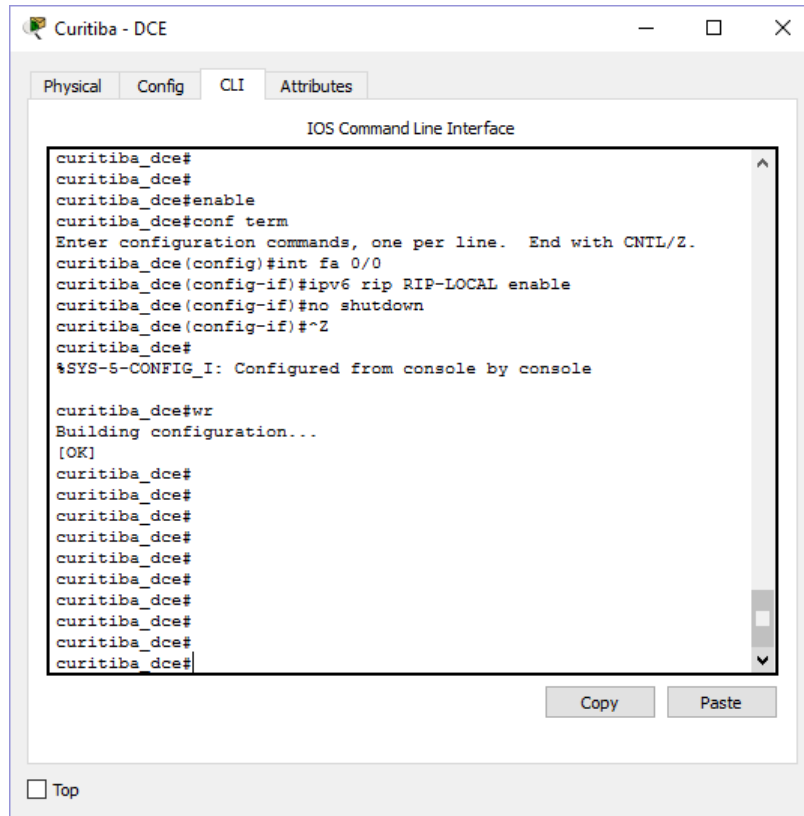 Curitiba - DCE
Physical Config CLI Attributes
IOS Command Line Interface
curitiba_dce#
curitiba_dce#
curitiba_dce#enable
curitiba_dce#conf term
Enter configuration commands, one per line.  End with CNTL/Z.
curitiba_dce(config)#int fa 0/0
curitiba_dce(config-if)#ipv6 rip RIP-LOCAL enable
curitiba_dce(config-if)#no shutdown
curitiba_dce(config-if)#^Z
curitiba_dce#
%SYS-5-CONFIG_I: Configured from console by console
curitiba_dce#wr
Building configuration...
[OK]
curitiba_dce#
curitiba_dce#
curitiba_dce#
curitiba_dce#
curitiba_dce#
curitiba_dce#
curitiba_dce#
curitiba_dce#
curitiba_dce#
curitiba_dce#
Copy Paste
Top